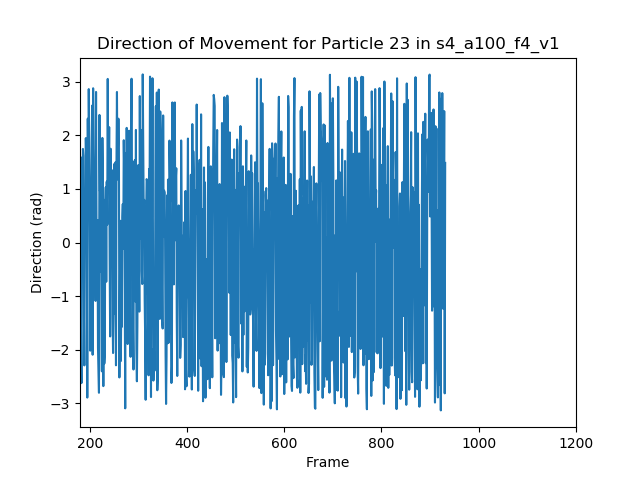 Direction of Movement for Particle 23 in s4_a100_f4_v1
3
2
1
0
−1
−2
−3
Direction (rad)
200 400 600 800 1000 1200
Frame